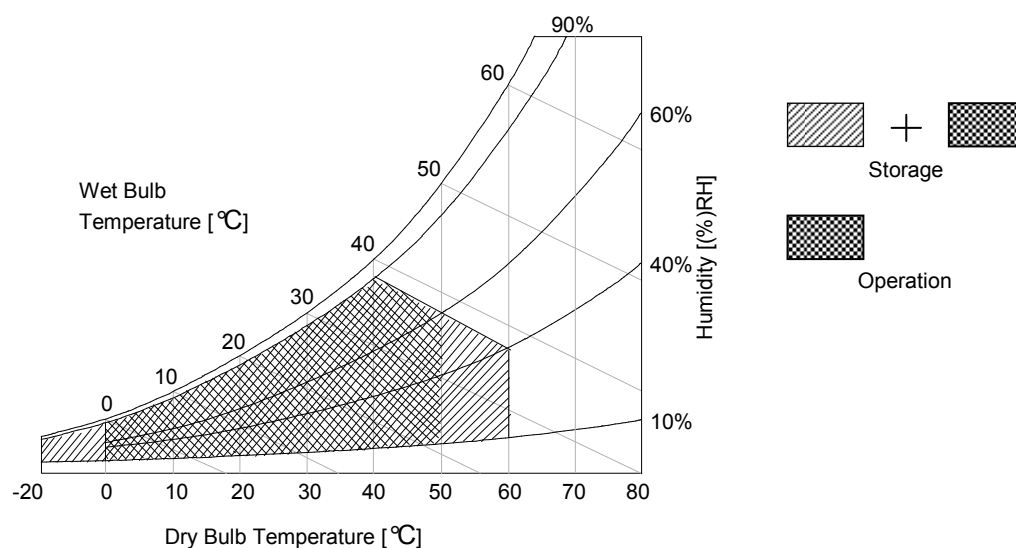 90%
60
60%
50
Wet Bulb
Temperature [℃]
40
40%
30
20
10
0
10%
Humidity [(%)RH]
-20 0 10 20 30 40 50 60 70 80
Dry Bulb Temperature [℃]
+
Storage
Operation